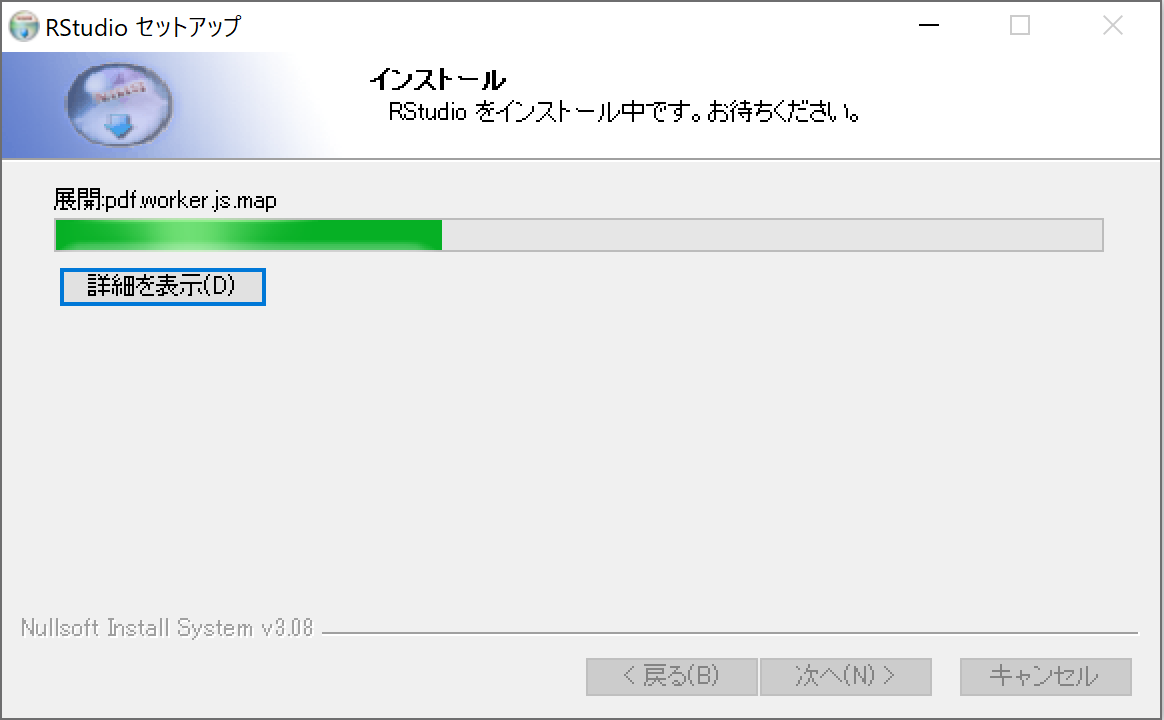 RStudio セットアップ
インストール
RStudio をインストール中です。お待ちください。
展開:pdf.worker.js.map
詳細を表示(D)
Nullsoft Install System v3.08
< 戻る(B)
次へ(N) >
キャンセル